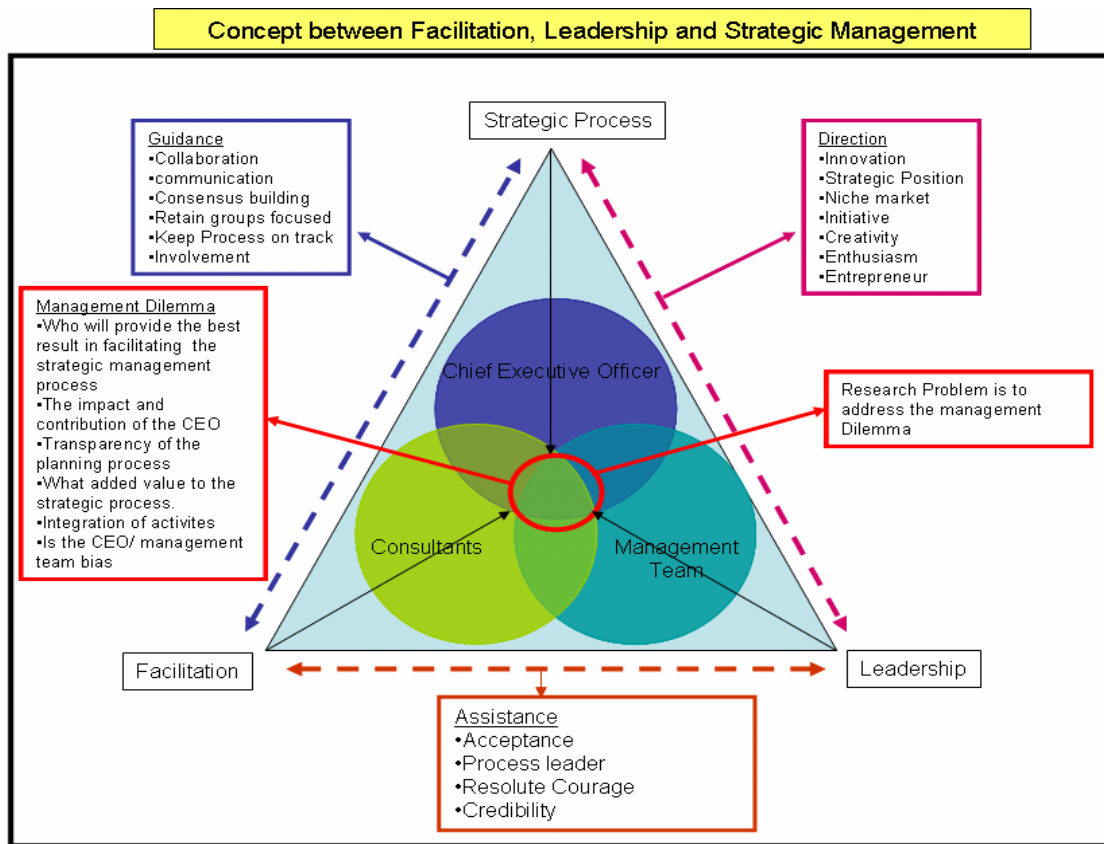 Concept between Facilitation, Leadership and Strategic Management
Strategic Process
Guidance
▪Collaboration
▪communication
▪Consensus building
▪Retain groups focused
▪Keep Process on track
▪Involvement
Direction
▪Innovation
▪Strategic Position
▪Niche market
▪Initiative
▪Creativity
▪Enthusiasm
▪Entrepreneur
Management Dilemma
▪Who will provide the best
result in facilitating the
strategic management
process
▪The impact and
contribution of the CEO
▪Transparency of the
planning process
▪What added value to the
strategic process.
▪Integration of activites
▪Is the CEO/ management
team bias
Chief Executive Officer
Research Problem is to
address the management
Dilemma
Consultants
Management
Team
Facilitation
Leadership
Assistance
•Acceptance
•Process leader
•Resolute Courage
•Credibility